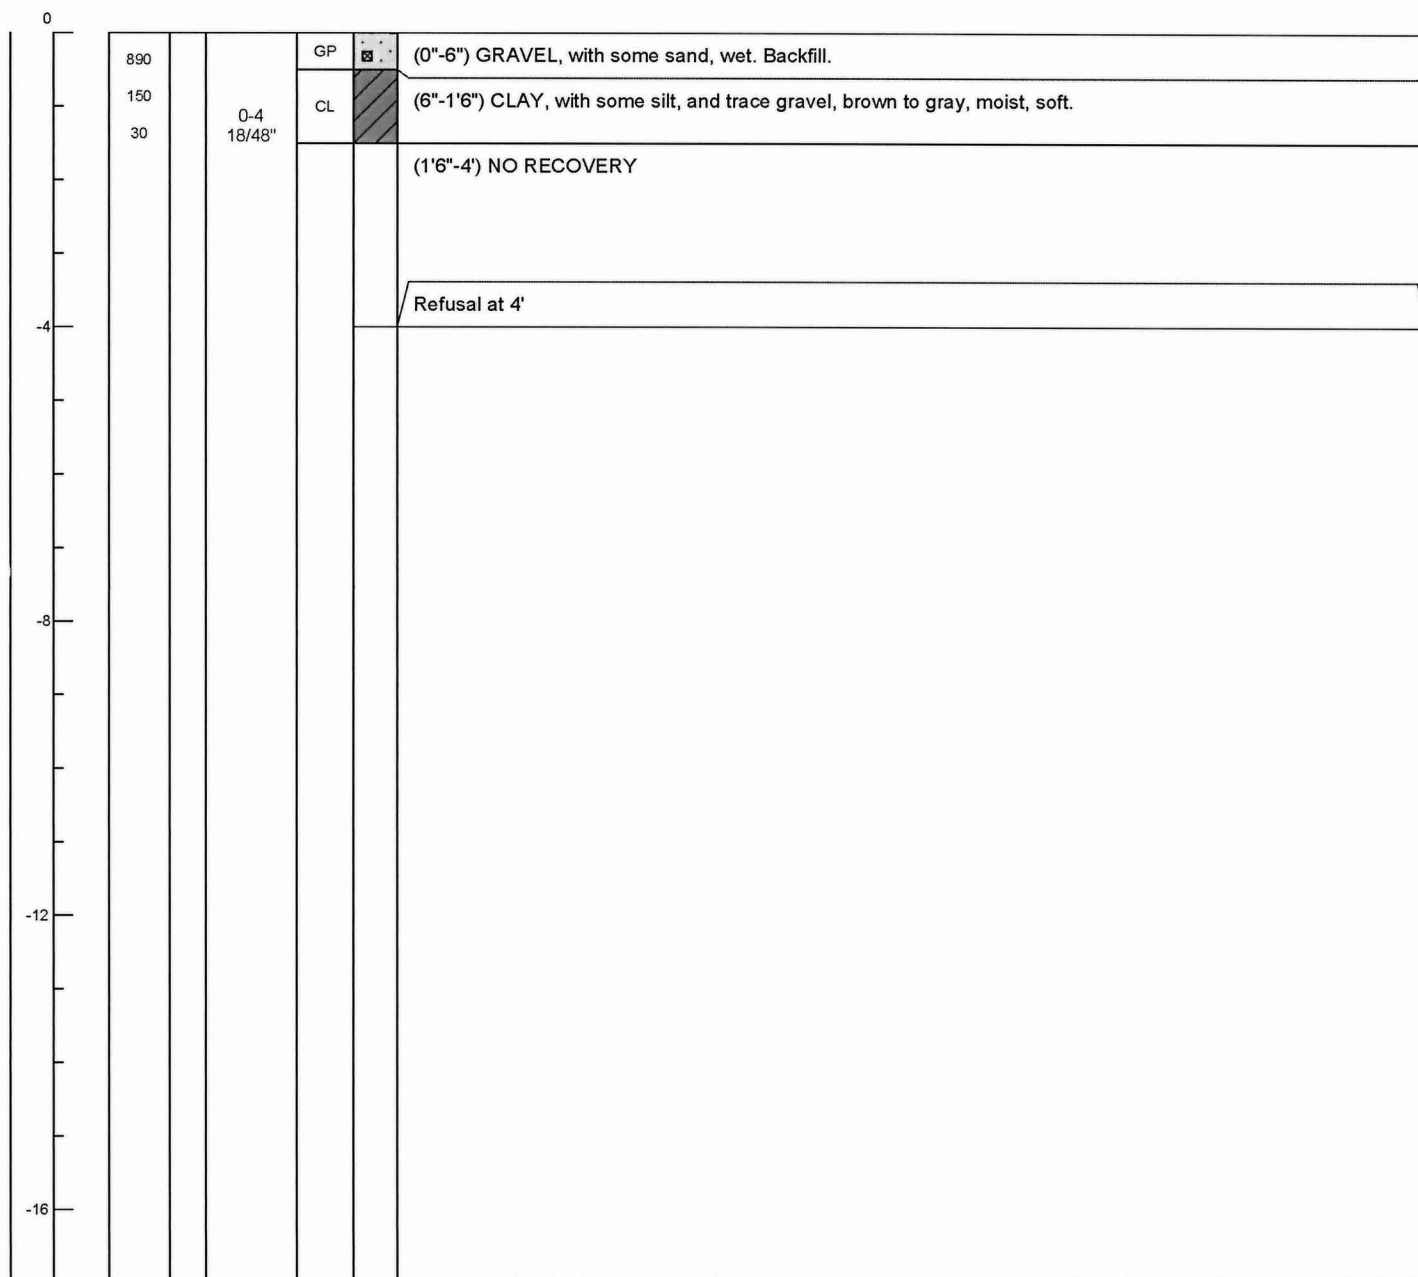 0
890
GP
(0"-6") GRAVEL, with some sand, wet. Backfill.
150
0-4
18/48"
CL
(6"-1'6") CLAY, with some silt, and trace gravel, brown to gray, moist, soft.
30
(1'6"-4') NO RECOVERY
Refusal at 4'
-4
-8
-12
-16